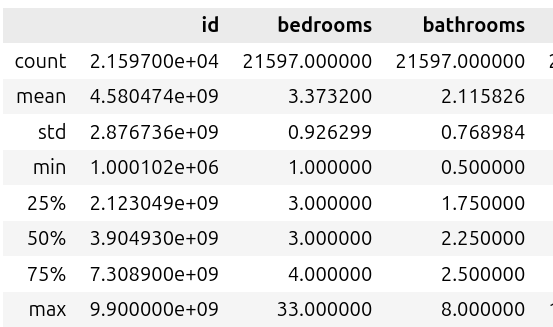 id bedrooms bathrooms
count 2.159700e+04 21597.000000 21597.000000
mean 4.580474e+09 3.373200 2.115826
std 2.876736e+09 0.926299 0.768984
min 1.000102e+06 1.000000 0.500000
25% 2.123049e+09 3.000000 1.750000
50% 3.904930e+09 3.000000 2.250000
75% 7.308900e+09 4.000000 2.500000
max 9.900000e+09 33.000000 8.000000